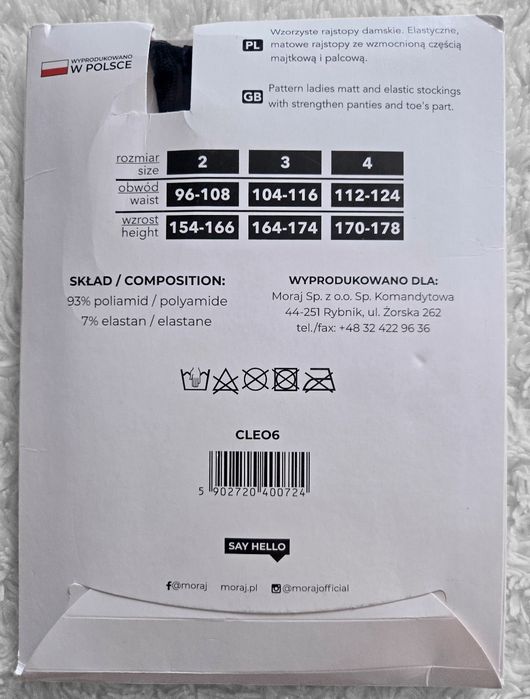 WYPRODUKOWANO
W POLSCE
PL
Wzorzyste rajstopy damskie. Elastyczne,
matowe rajstopy ze wzmocnioną częścią
majtkową i palcową.
GB
Pattern ladies matt and elastic stockings
with strengthen panties and toe's part.
rozmiar
size
2 3 4
obwód
waist
96-108 104-116 112-124
wzrost
height
154-166 164-174 170-178
SKŁAD / COMPOSITION:
93% poliamid / polyamide
7% elastan / elastane
WYPRODUKOWANO DLA:
Moraj Sp. z o.o. Sp. Komandytowa
44-251 Rybnik, ul. Żorska 262
tel./fax: +48 32 422 96 36
CLEO6
5 902720 400724
SAY HELLO
@moraj moraj.pl @morajofficial